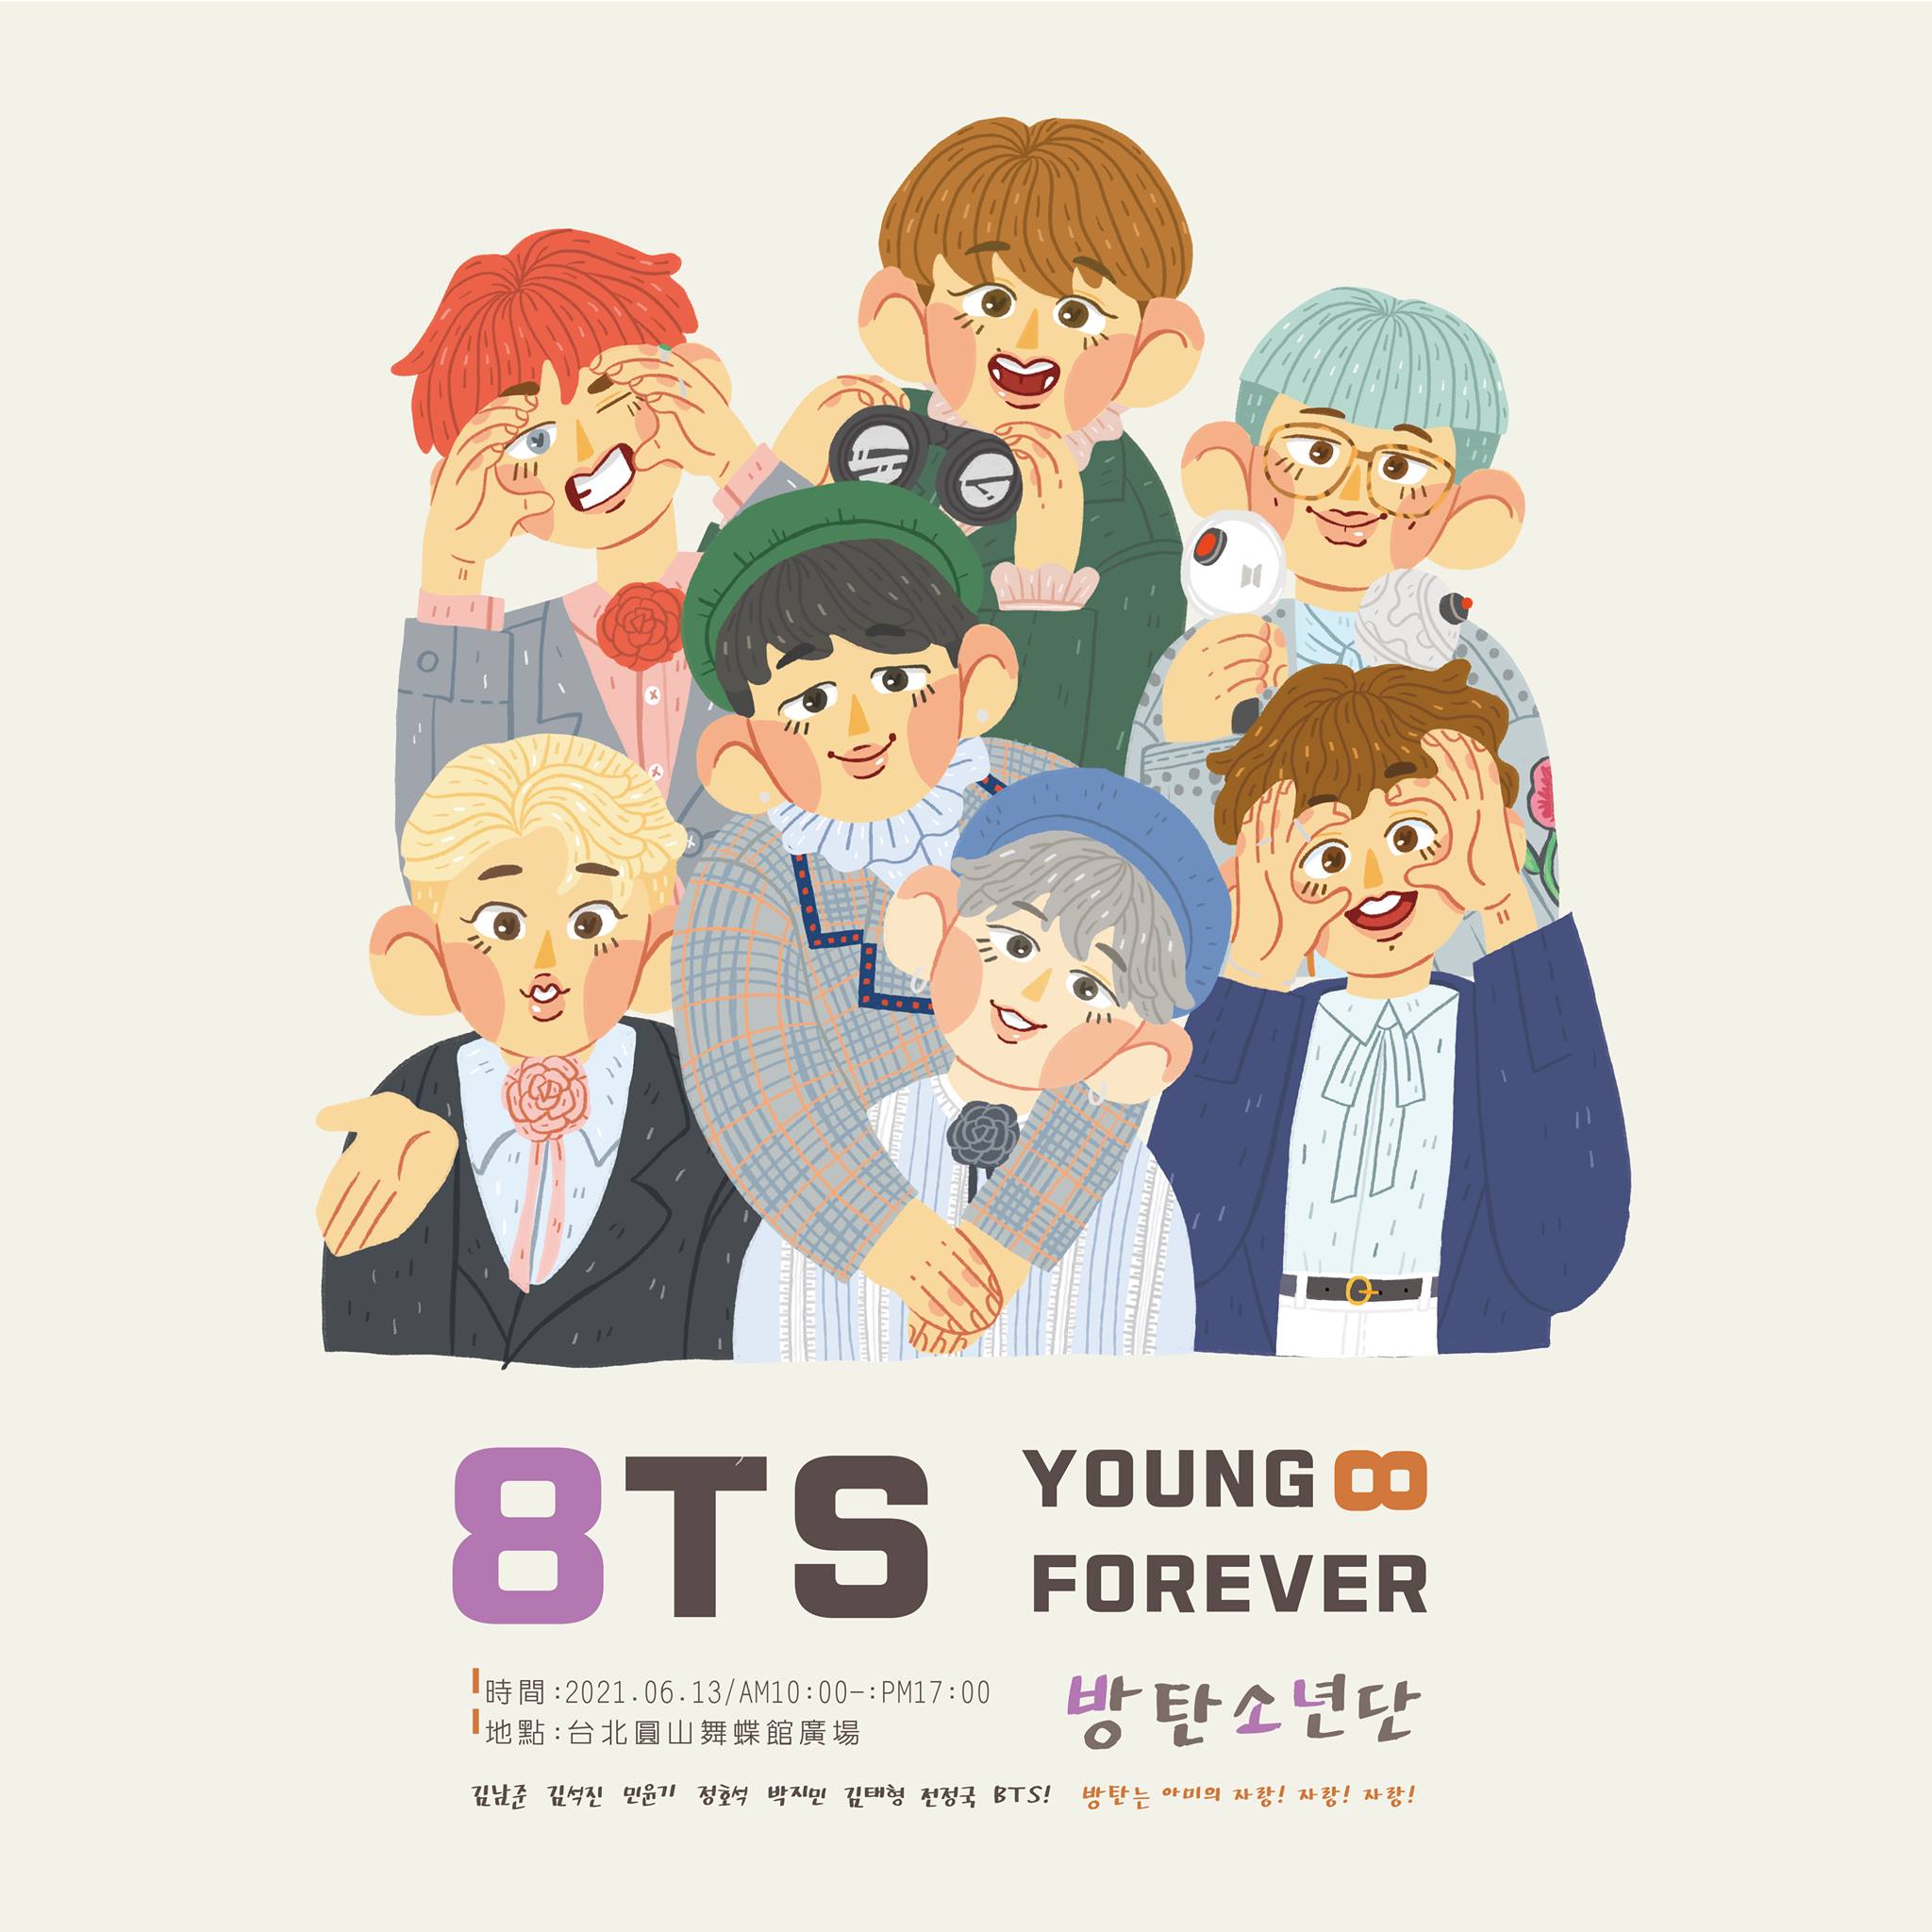 8TS
YOUNG 8
FOREVER
時間:2021.06.13/AM10:00-:PM17:00
地點:台北圓山舞蝶館廣場
방탄소년단
김남준 김석진 민윤기 정호석 박지민 김태형 전정국 BTS! 방탄는 아미의 자랑! 자랑! 자랑!